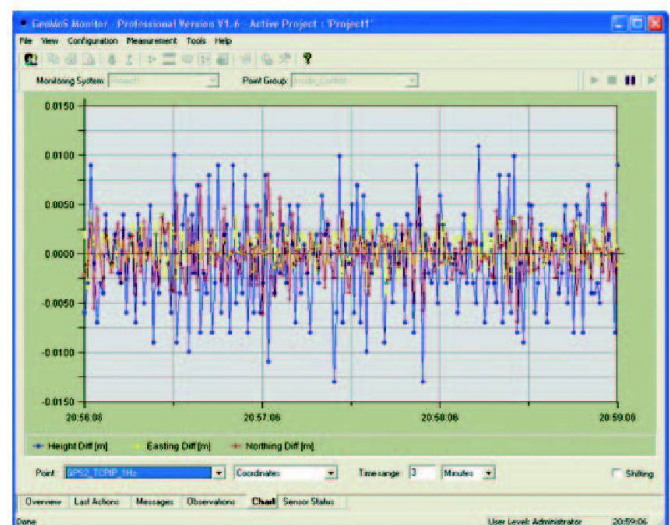 GeoMoS Monitor - Professional Version V1.6 - Active Project : 'Project1'
File View Configuration Measurement Tools Help
Monitoring System: Point Group:
0.0150
0.0100
0.0050
0.0000
-0.0050
-0.0100
-0.0150
20:56:06 20:57:06 20:58:06 20:59:06
Height Diff [m] Easting Diff [m] Northing Diff [m]
Point: GPS2_TCPIP_1Hz Coordinates Time range: 3 Minutes Shifting
Overview Last Actions Messages Observations Chart Sensor Status
Done User Level: Administrator 20:59:06